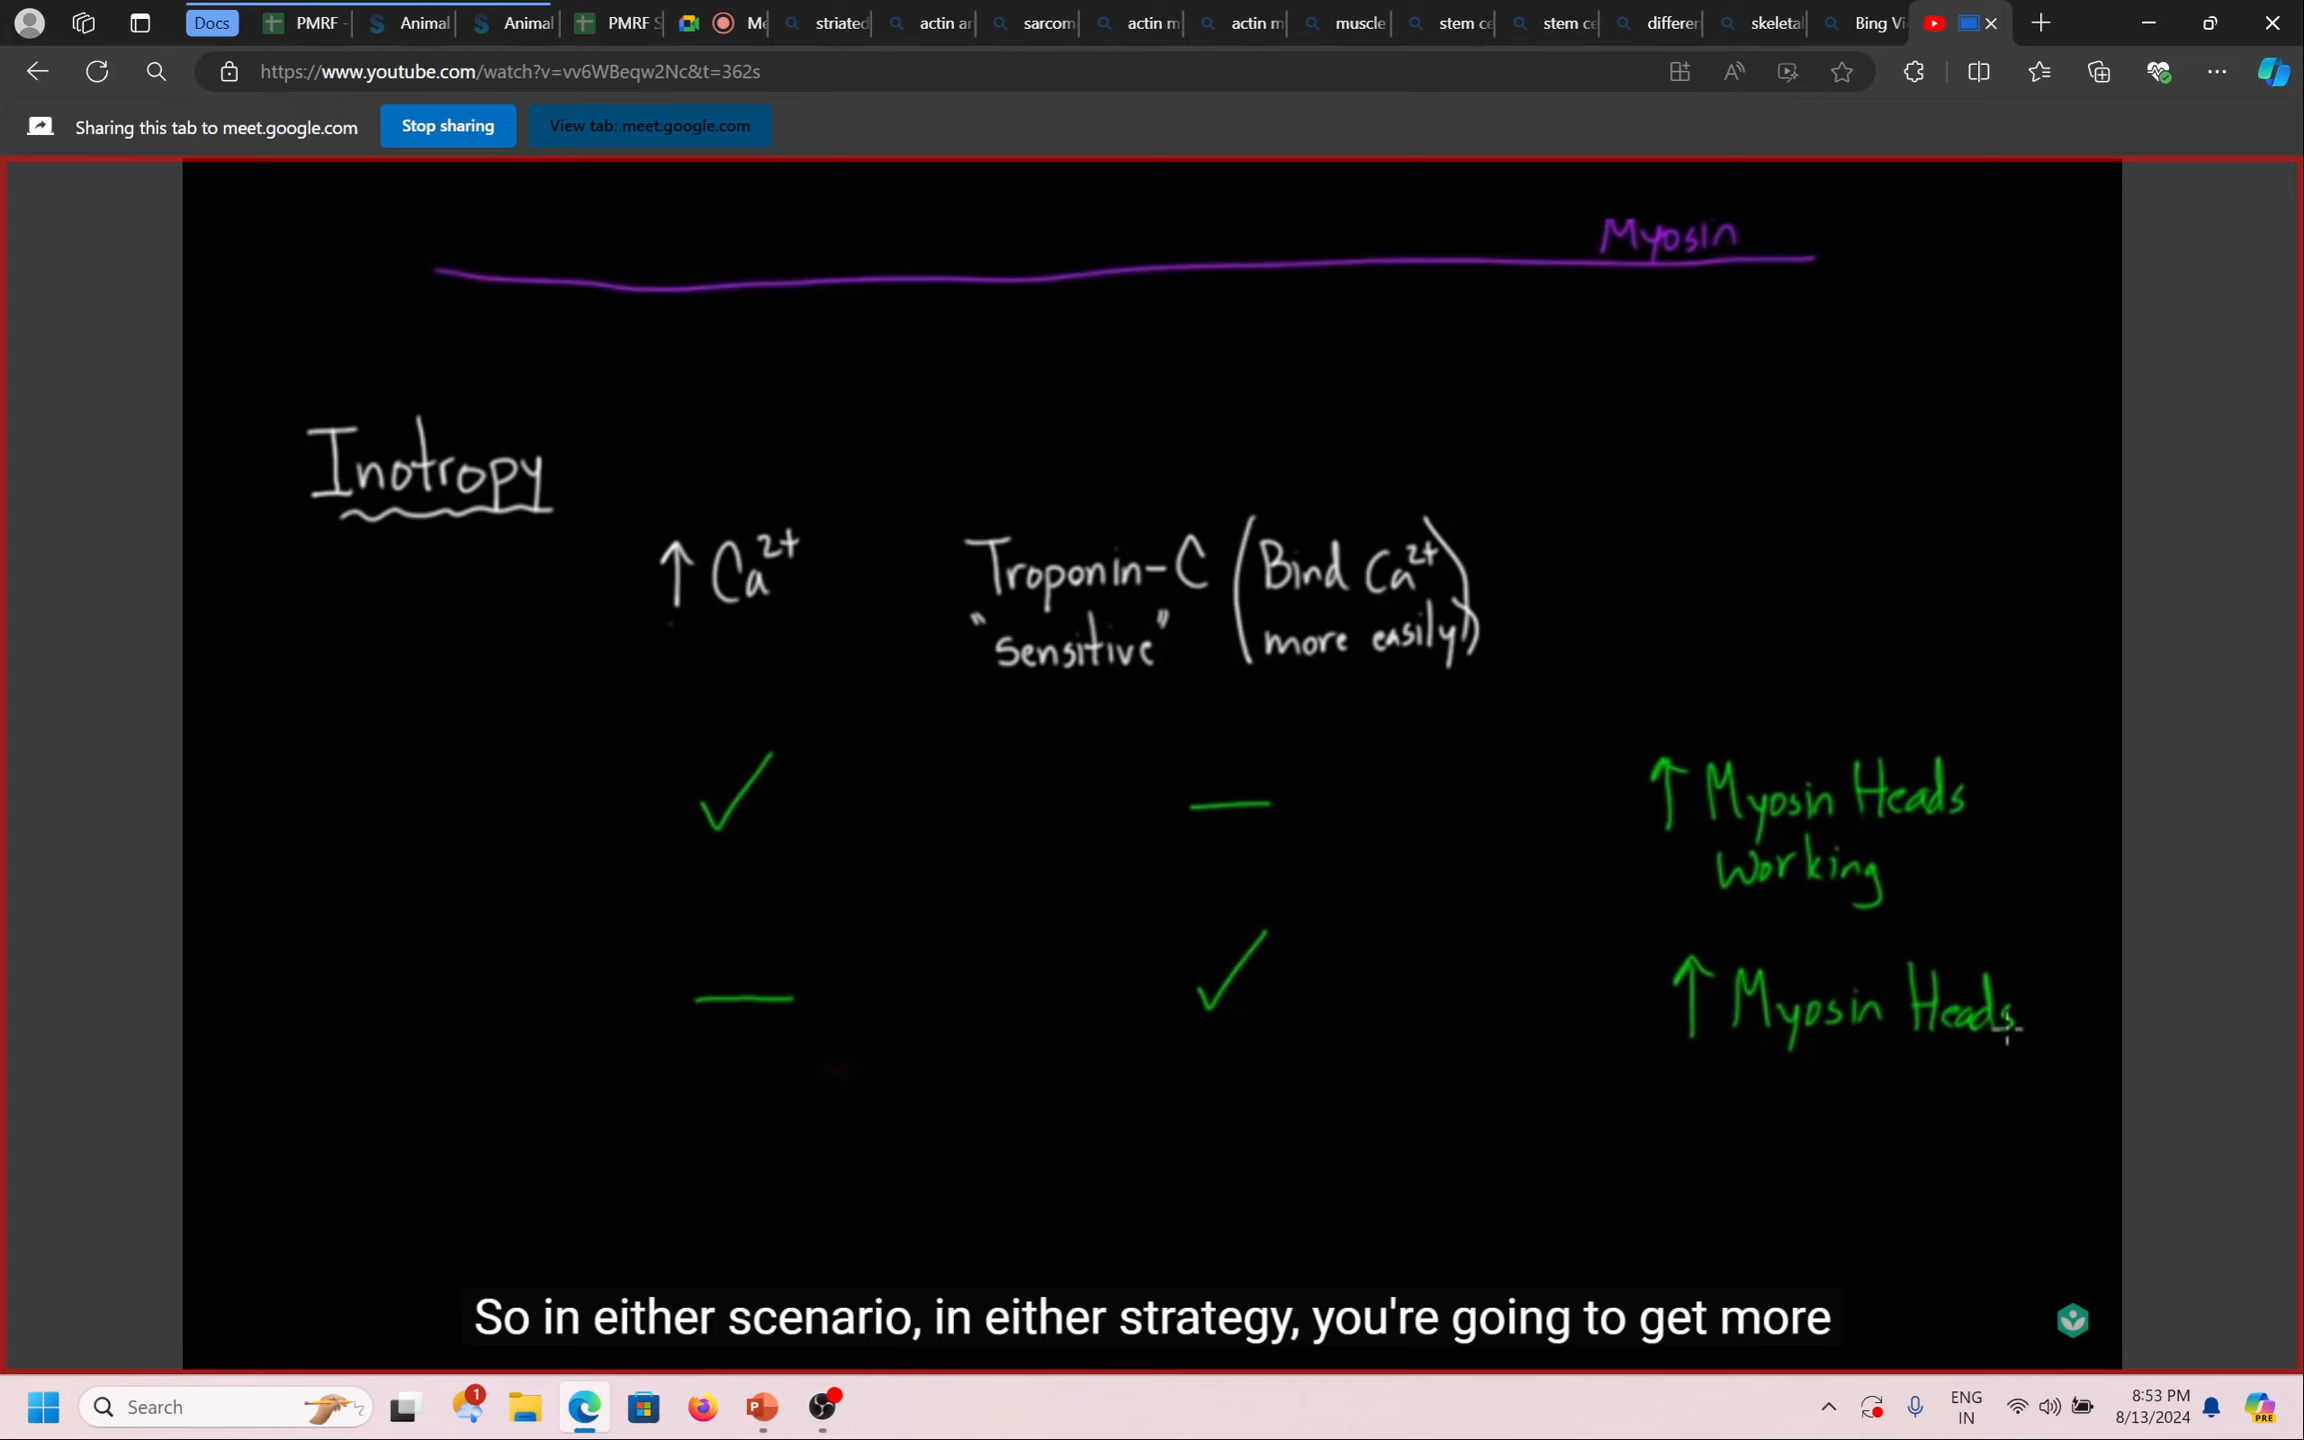 Docs PMRF - Animal Animal PMRF S Me striated actin ar sarcom actin m actin m muscle stem ce stem ce differen skeletal Bing Vi
https://www.youtube.com/watch?v=vv6WBeqw2Nc&t=362s
Sharing this tab to meet.google.com Stop sharing View tab: meet.google.com
Myosin
Inotropy
↑ Ca2+ Troponin-C (Bind Ca2+
"sensitive" more easily!)
✓ — ↑ Myosin Heads
Working
— ✓ ↑ Myosin Heads
So in either scenario, in either strategy, you're going to get more
Search 1 ENG 8:53 PM
IN 8/13/2024 PRE